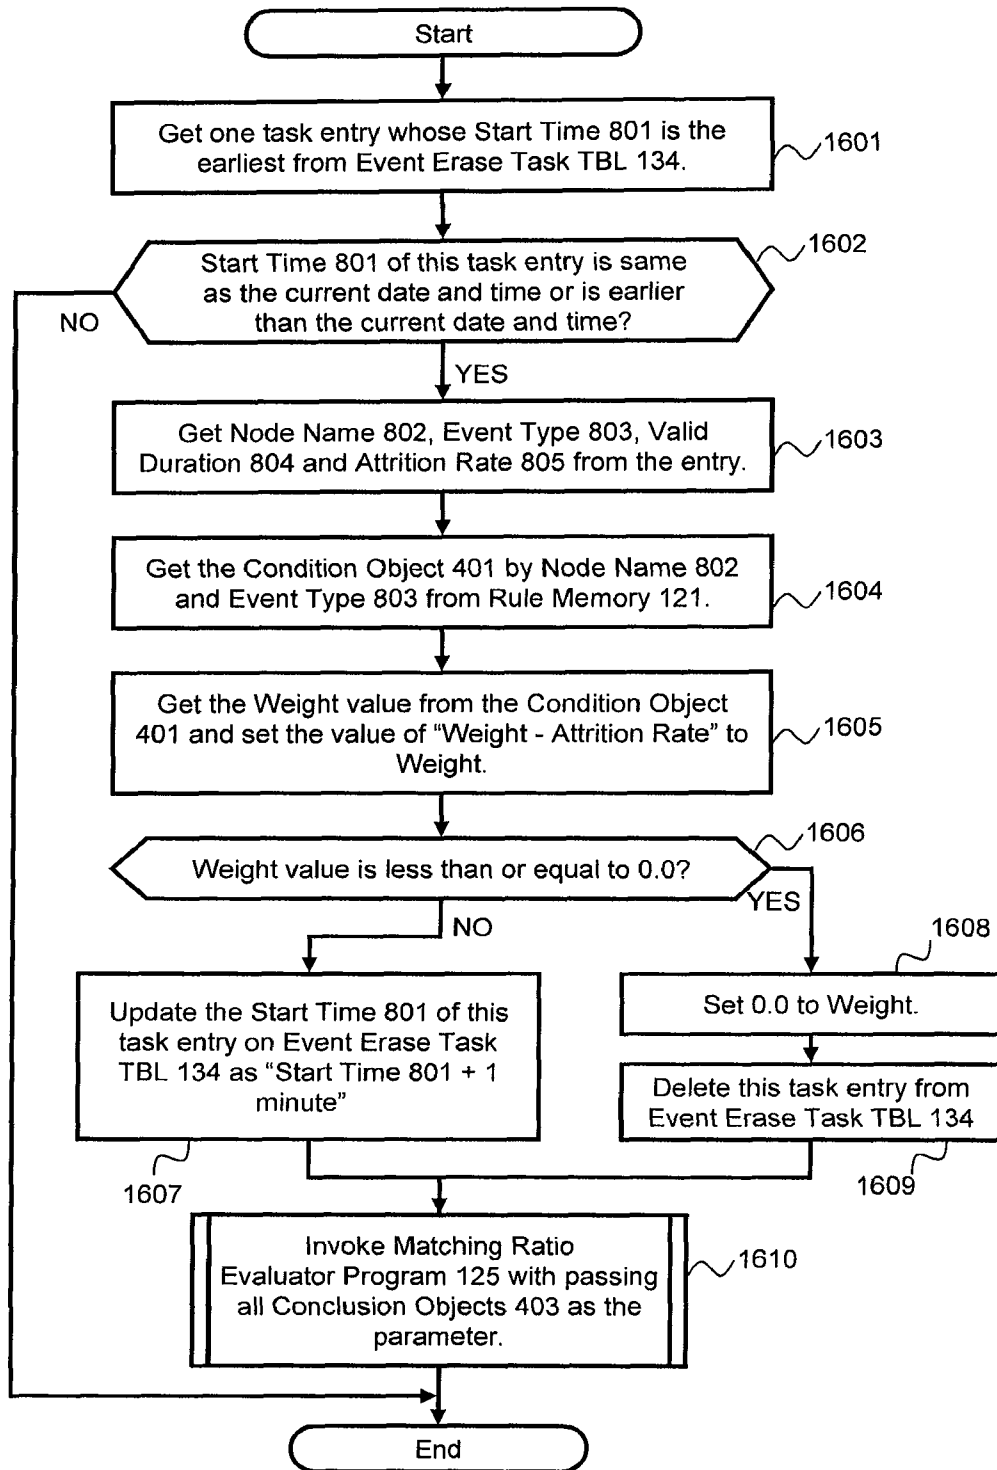 Start
Get one task entry whose Start Time 801 is the
earliest from Event Erase Task TBL 134.
1601
1602
Start Time 801 of this task entry is same
as the current date and time or is earlier
than the current date and time?
NO
YES
Get Node Name 802, Event Type 803, Valid
Duration 804 and Attrition Rate 805 from the entry.
1603
Get the Condition Object 401 by Node Name 802
and Event Type 803 from Rule Memory 121.
1604
Get the Weight value from the Condition Object
401 and set the value of “Weight - Attrition Rate” to
Weight.
1605
1606
Weight value is less than or equal to 0.0?
YES
NO
1608
Update the Start Time 801 of this
task entry on Event Erase Task
TBL 134 as “Start Time 801 + 1
minute”
Set 0.0 to Weight.
Delete this task entry from
Event Erase Task TBL 134
1607
1609
Invoke Matching Ratio
Evaluator Program 125 with passing
all Conclusion Objects 403 as the
parameter.
1610
End